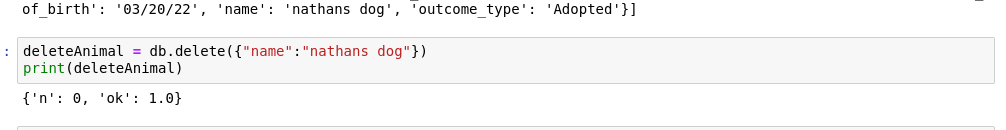 of_birth': '03/20/22', 'name': 'nathans dog', 'outcome_type': 'Adopted'}]
: deleteAnimal = db.delete({"name":"nathans dog"})
print(deleteAnimal)
{'n': 0, 'ok': 1.0}